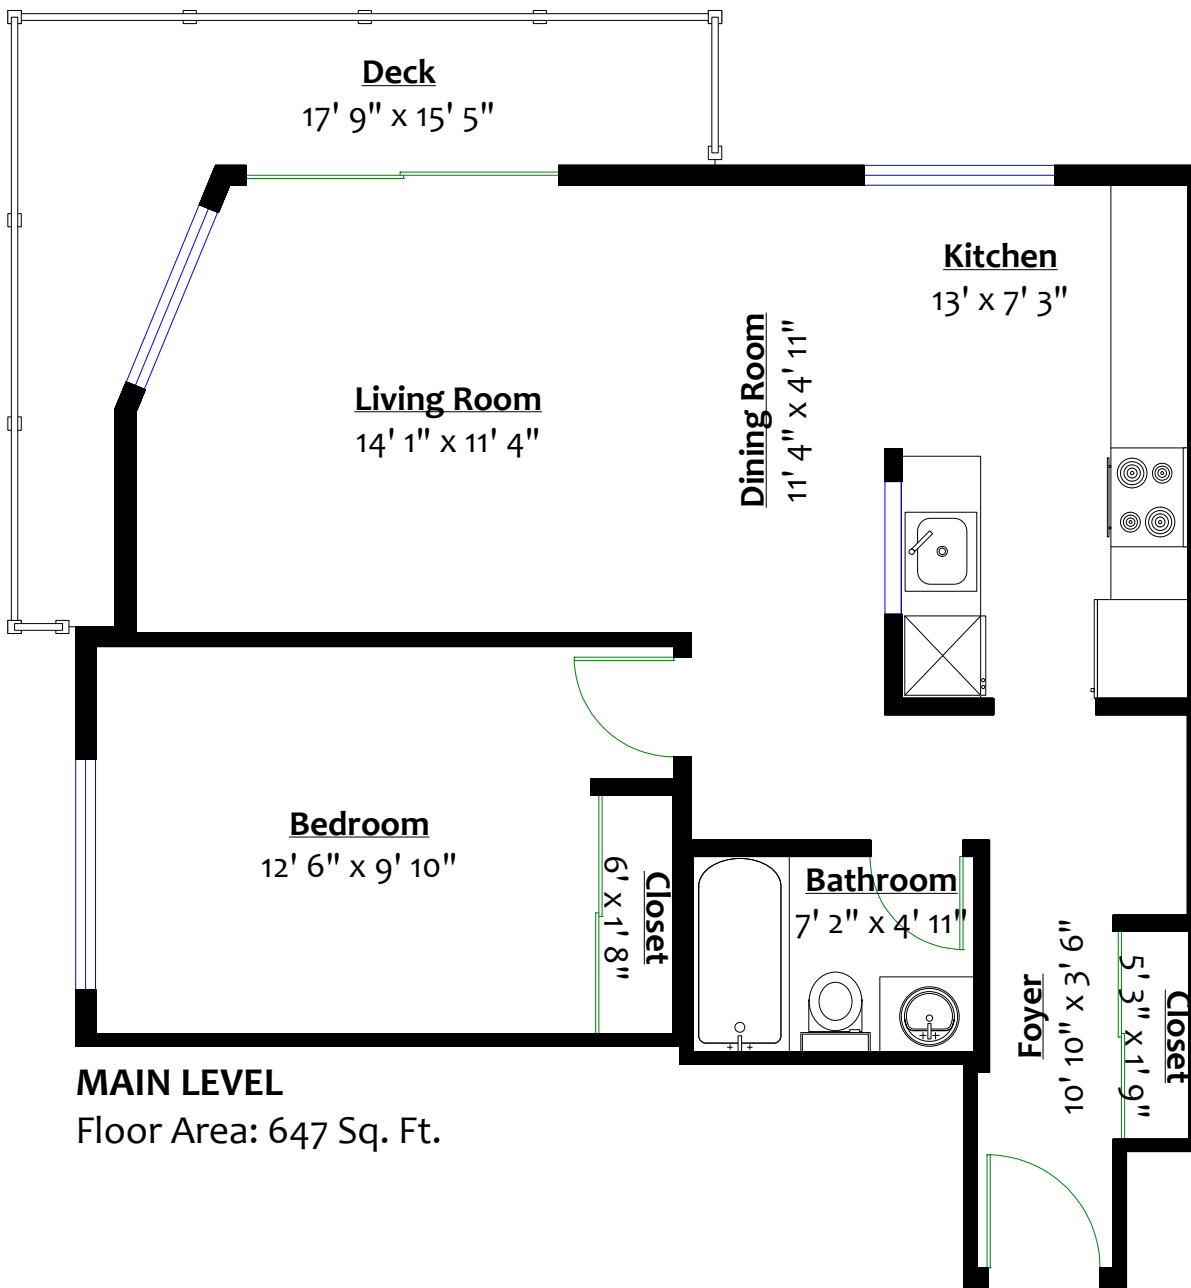 Deck
17' 9" x 15' 5"
Kitchen
13' x 7' 3"
Living Room
14' 1" x 11' 4"
Dining Room
11' 4" x 4' 11"
Bedroom
12' 6" x 9' 10"
Closet
6' x 1' 8"
Bathroom
7' 2" x 4' 11"
Foyer
10' 10" x 3' 6"
Closet
5' 3" x 1' 9"
MAIN LEVEL
Floor Area: 647 Sq. Ft.